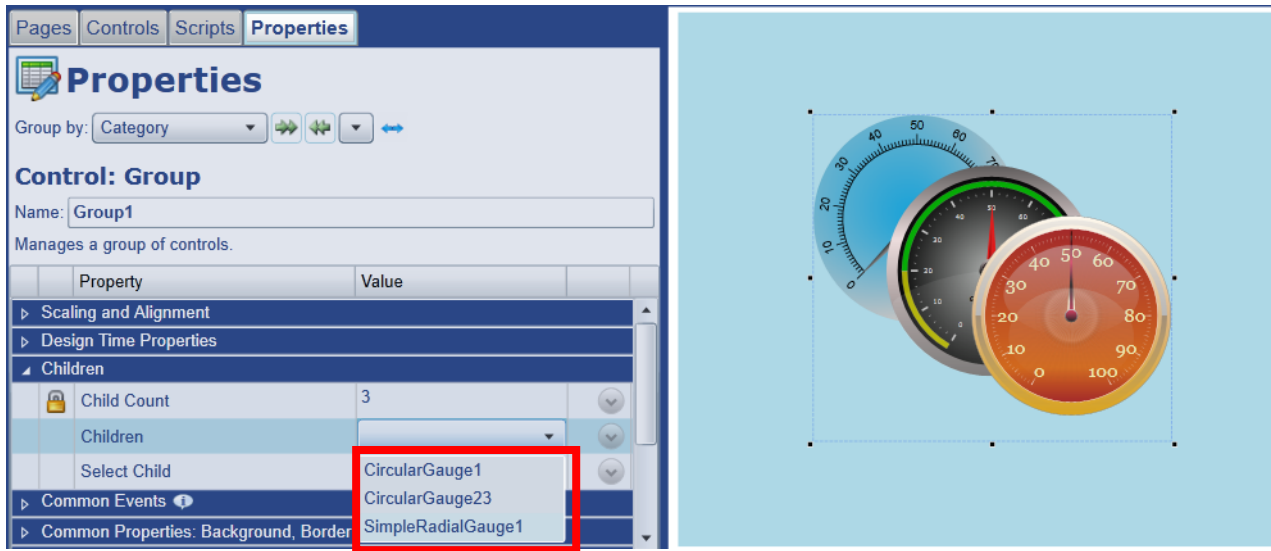 Pages Controls Scripts Properties
Properties
Group by: Category
Control: Group
Name: Group1
Manages a group of controls.
Property Value
Scaling and Alignment
Design Time Properties
Children
Child Count 3
Children
Select Child
CircularGauge1
CircularGauge23
SimpleRadialGauge1
Common Events
Common Properties: Background, Border
0 10 20 30 40 50 60 70
0 10 20 30 40 50 60
0 10 20 30 40 50 60 70 80 90 100